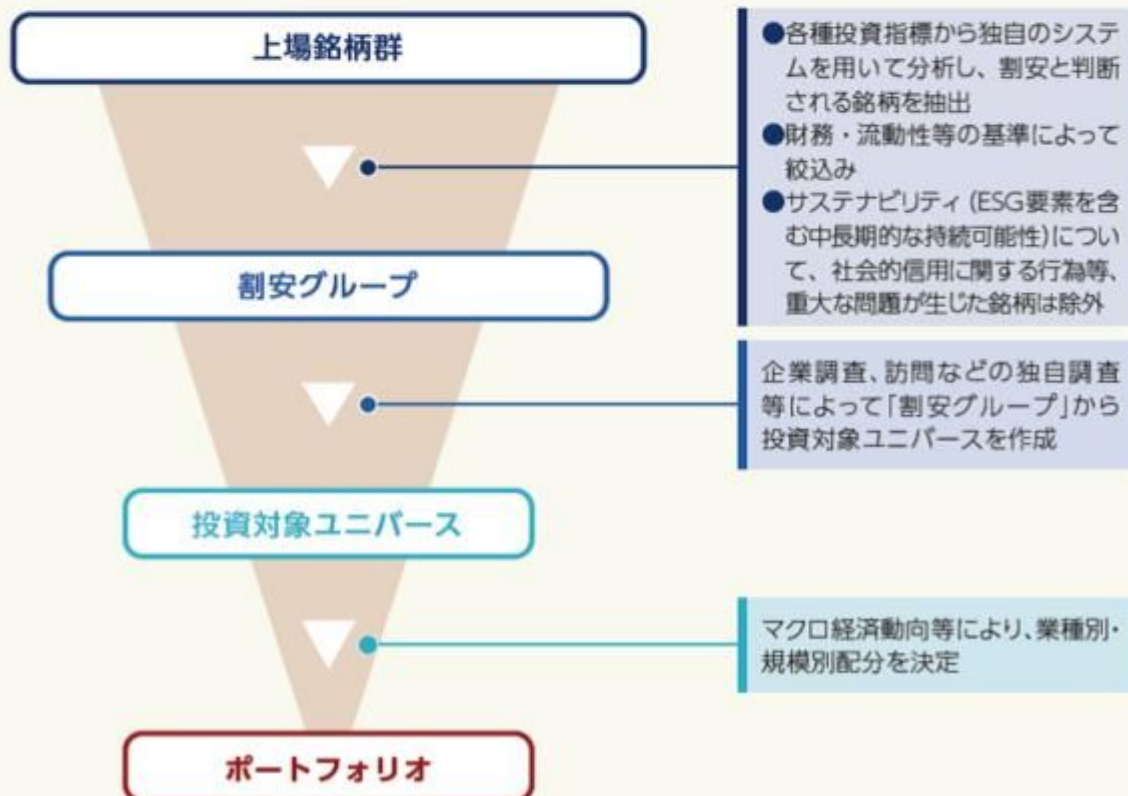 上場銘柄群
●各種投資指標から独自のシステ
ムを用いて分析し、割安と判断
される銘柄を抽出
●財務・流動性等の基準によって
絞込み
●サステナビリティ(ESG要素を含
む中長期的な持続可能性)につい
て、社会的信用に関する行為等、
重大な問題が生じた銘柄は除外
割安グループ
企業調査、訪問などの独自調査
等によって「割安グループ」から
投資対象ユニバースを作成
投資対象ユニバース
マクロ経済動向等により、業種別・
規模別配分を決定
ポートフォリオ